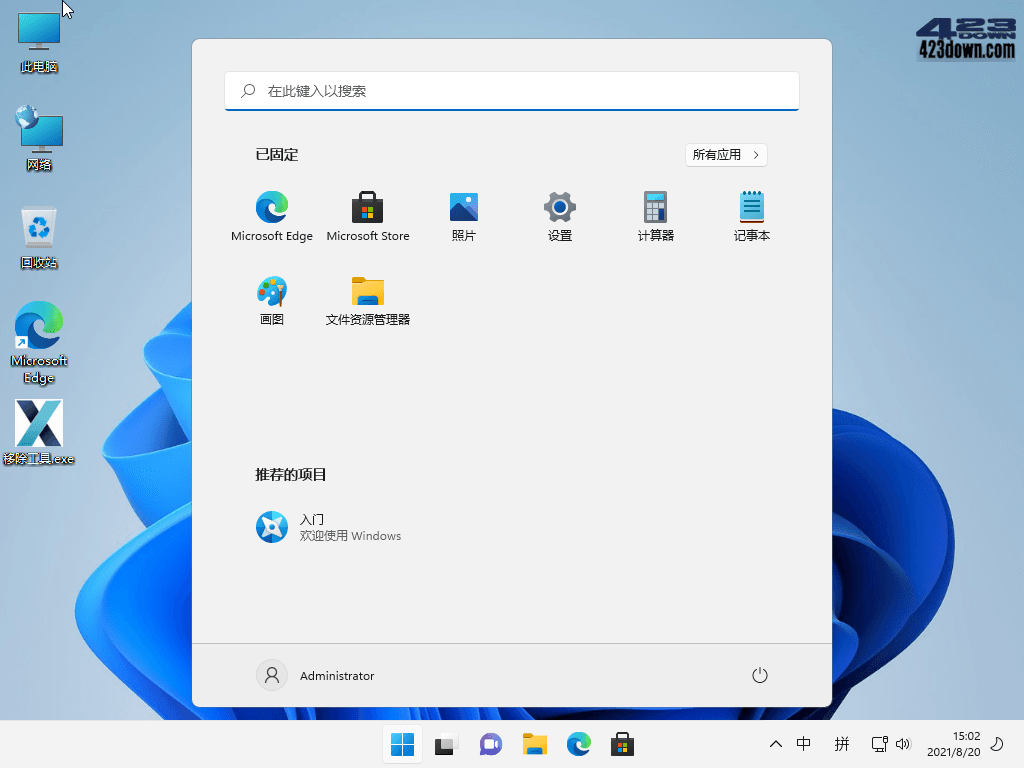 此电脑
网络
回收站
Microsoft
Edge
移除工具.exe
423
DOWN
423down.com
在此键入以搜索
已固定
所有应用
Microsoft Edge
Microsoft Store
照片
设置
计算器
记事本
画图
文件资源管理器
推荐的项目
入门
欢迎使用 Windows
Administrator
中
拼
15:02
2021/8/20